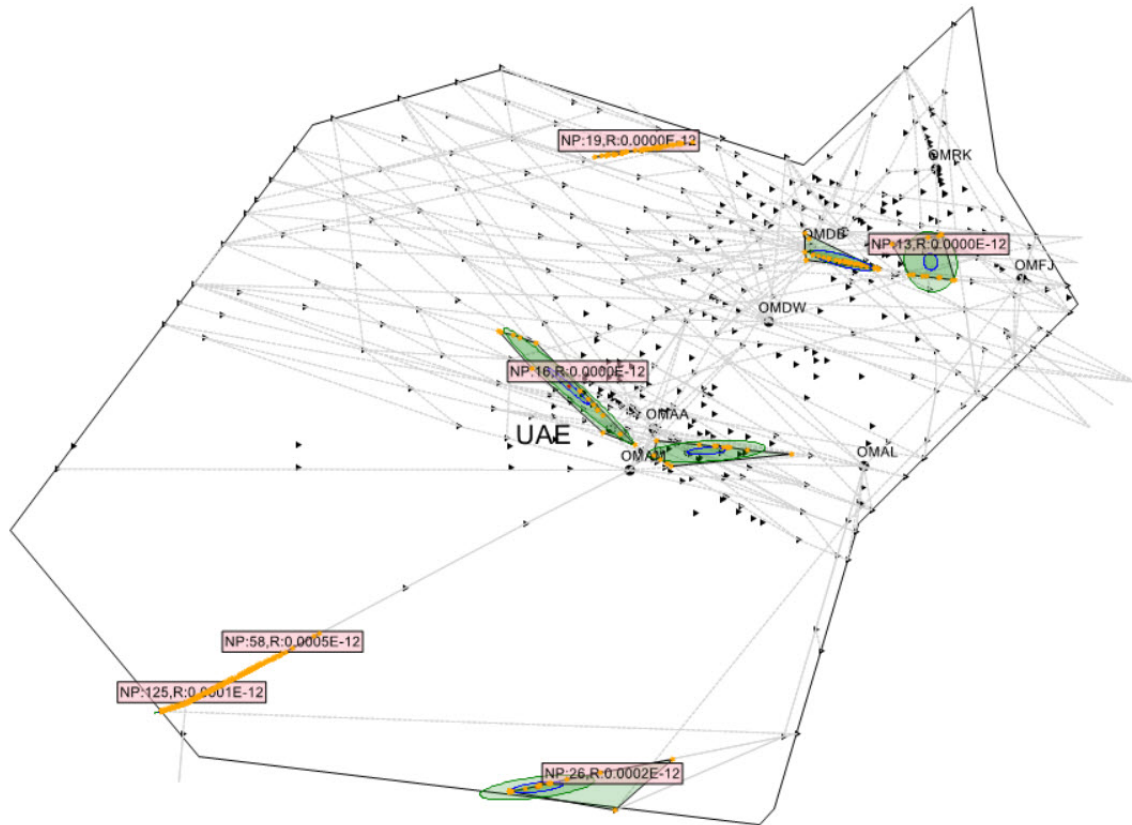 NP:19,R:0.0000E-12
OMRK
OMDB
NP:13,R:0.0000E-12
OMFJ
OMDW
NP:16,R:0.0000E-12
OMAA
UAE
OMAM
OMAL
NP:58,R:0.0005E-12
NP:125,R:0.0001E-12
NP:26,R:0.0002E-12